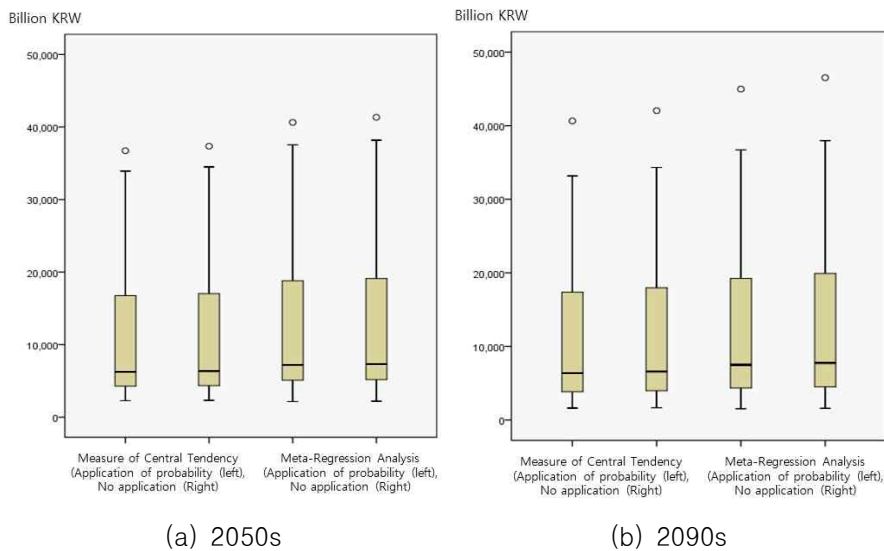 Billion KRW
50,000
40,000
30,000
20,000
10,000
0
Measure of Central Tendency
(Application of probability (left),
No application (Right)
Meta-Regression Analysis
(Application of probability (left),
No application (Right)
(a) 2050s
Billion KRW
50,000
40,000
30,000
20,000
10,000
0
Measure of Central Tendency
(Application of probability (left),
No application (Right)
Meta-Regression Analysis
(Application of probability (left),
No application (Right)
(b) 2090s